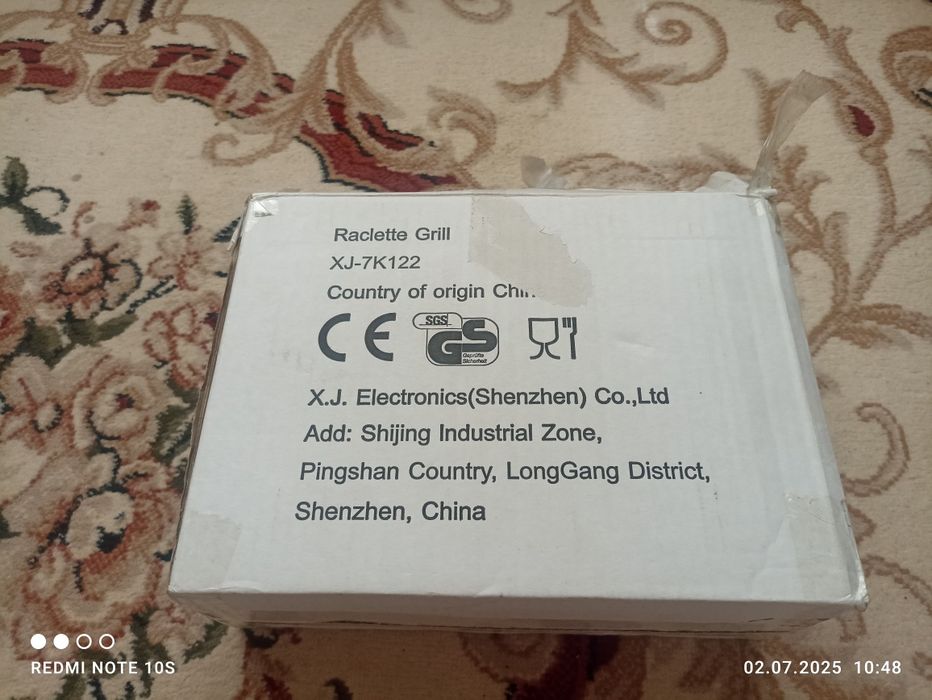 Raclette Grill
XJ-7K122
Country of origin
CE
SGS
GS
Geprüfte
Sicherheit
X.J. Electronics(Shenzhen) Co.,Ltd
Add: Shijing Industrial Zone,
Pingshan Country, LongGang District,
Shenzhen, China
REDMI NOTE 10S
02.07.2025 10:48